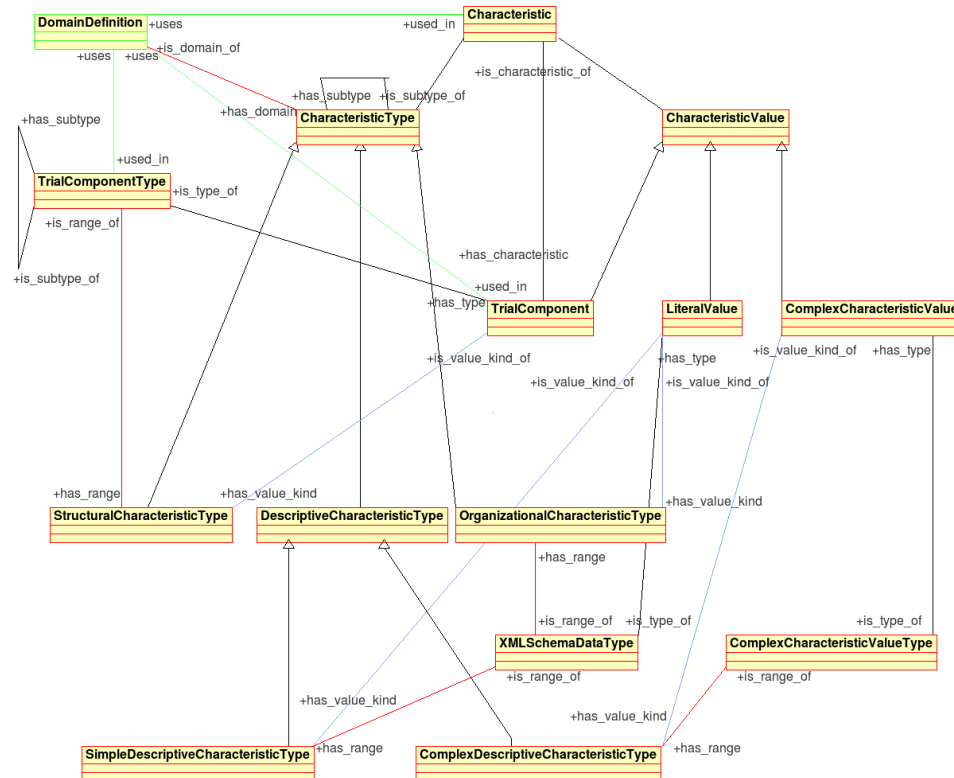 DomainDefinition
+uses
+used_in
Characteristic
+uses
+uses
+is_domain_of
+is_characteristic_of
+has_subtype
+is_subtype_of
+has_domain
CharacteristicType
CharacteristicValue
+has_subtype
+used_in
TrialComponentType
+is_type_of
+is_range_of
+is_subtype_of
+has_characteristic
+used_in
+has_type
TrialComponent
LiteralValue
ComplexCharacteristicValue
+is_value_kind_of
+has_type
+is_value_kind_of
+has_type
+is_value_kind_of
+is_value_kind_of
+has_range
+has_value_kind
+has_value_kind
StructuralCharacteristicType
DescriptiveCharacteristicType
OrganizationalCharacteristicType
+has_range
+is_range_of
+is_type_of
+is_type_of
XMLSchemaDataType
ComplexCharacteristicValueType
+is_range_of
+is_range_of
+has_value_kind
+has_value_kind
+has_range
+has_range
SimpleDescriptiveCharacteristicType
ComplexDescriptiveCharacteristicType